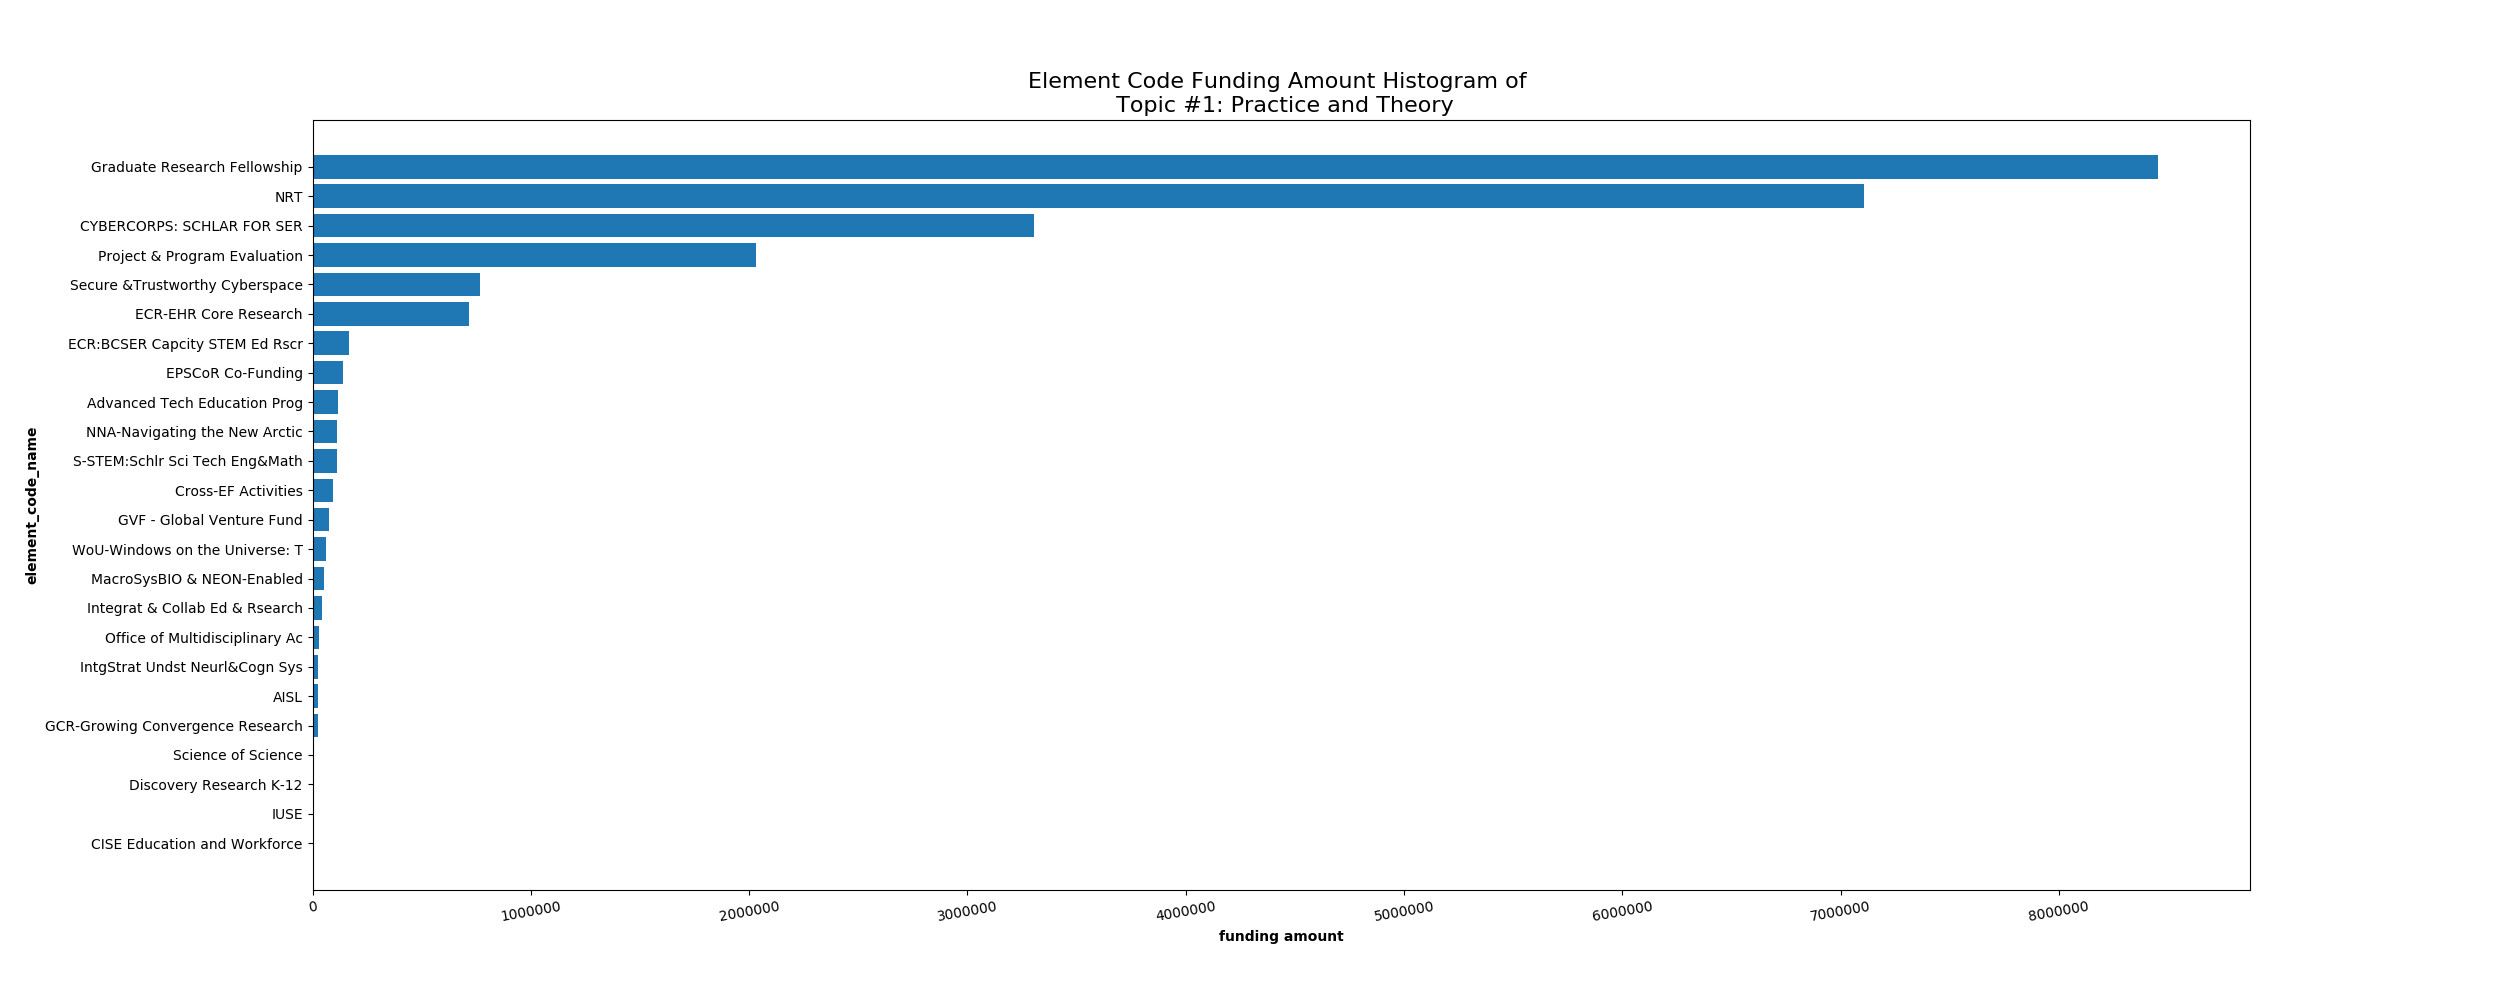 Element Code Funding Amount Histogram of
Topic #1: Practice and Theory
element_code_name
Graduate Research Fellowship
NRT
CYBERCORPS: SCHLAR FOR SER
Project & Program Evaluation
Secure &Trustworthy Cyberspace
ECR-EHR Core Research
ECR:BCSER Capcity STEM Ed Rscr
EPSCoR Co-Funding
Advanced Tech Education Prog
NNA-Navigating the New Arctic
S-STEM:Schlr Sci Tech Eng&Math
Cross-EF Activities
GVF - Global Venture Fund
WoU-Windows on the Universe: T
MacroSysBIO & NEON-Enabled
Integrat & Collab Ed & Rsearch
Office of Multidisciplinary Ac
IntgStrat Undst Neurl&Cogn Sys
AISL
GCR-Growing Convergence Research
Science of Science
Discovery Research K-12
IUSE
CISE Education and Workforce
0 1000000 2000000 3000000 4000000 5000000 6000000 7000000 8000000
funding amount